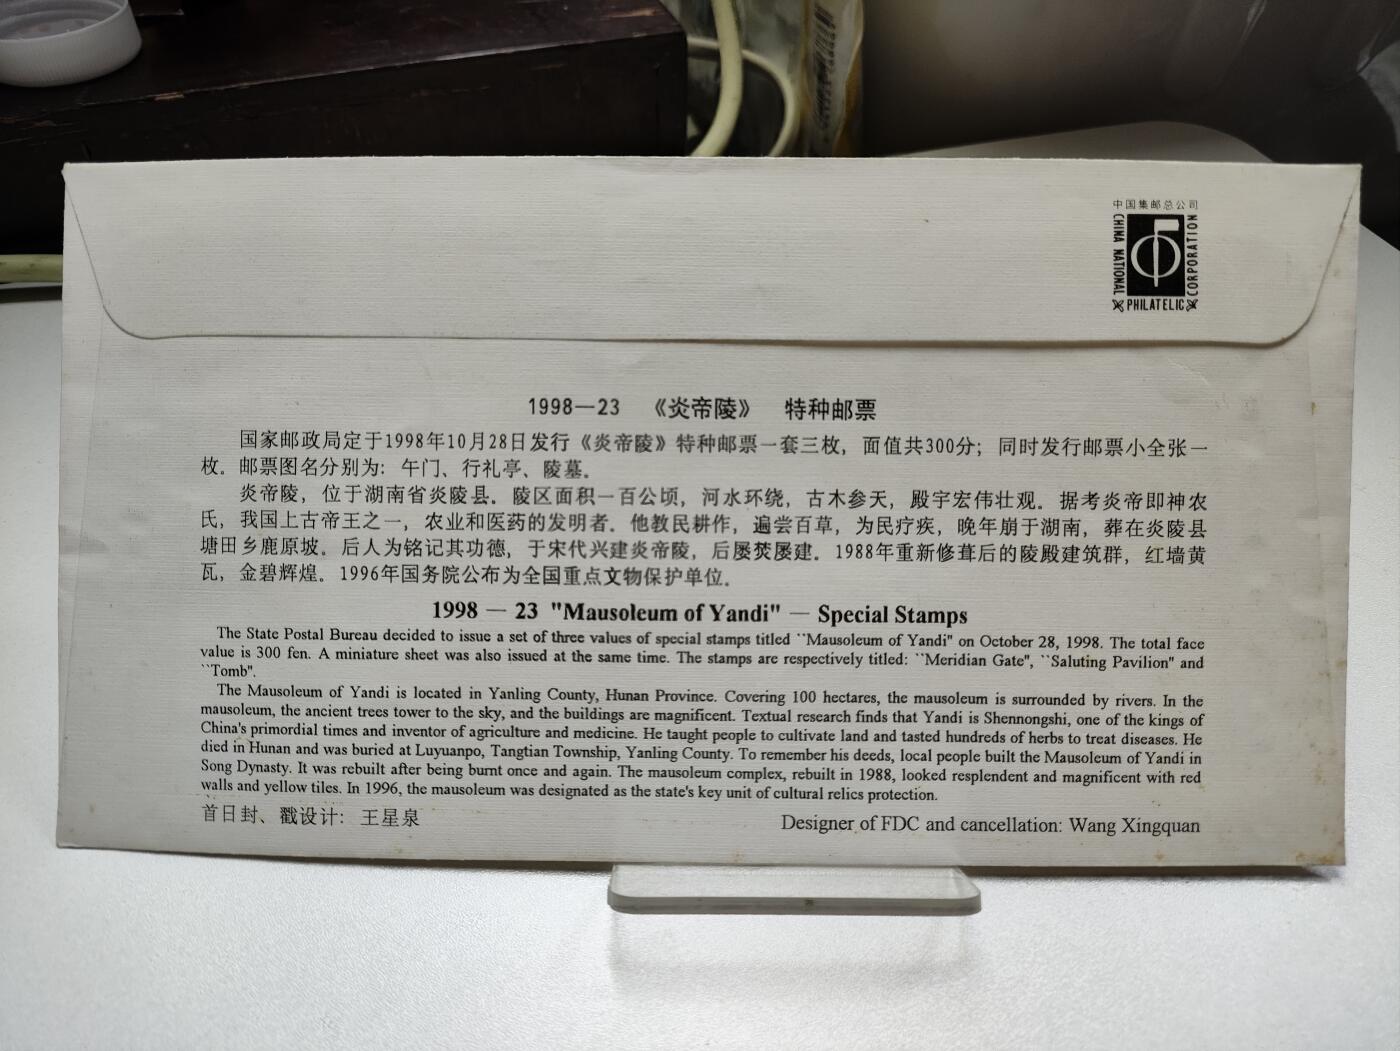 中国集邮总公司
CHINA NATIONAL
PHILATELIC
CORPORATION
1998—23 《炎帝陵》 特种邮票
国家邮政局定于1998年10月28日发行《炎帝陵》特种邮票一套三枚，面值共300分；同时发行邮票小全张一
枚。邮票图名分别为：午门、行礼亭、陵墓。
炎帝陵，位于湖南省炎陵县。陵区面积一百公顷，河水环绕，古木参天，殿宇宏伟壮观。据考炎帝即神农
氏，我国上古帝王之一，农业和医药的发明者。他教民耕作，遍尝百草，为民疗疾，晚年崩于湖南，葬在炎陵县
塘田乡鹿原坡。后人为铭记其功德，于宋代兴建炎帝陵，后屡焚屡建。1988年重新修葺后的陵殿建筑群，红墙黄
瓦，金碧辉煌。1996年国务院公布为全国重点文物保护单位。
1998 — 23 "Mausoleum of Yandi" — Special Stamps
The State Postal Bureau decided to issue a set of three values of special stamps titled ``Mausoleum of Yandi" on October 28, 1998. The total face
value is 300 fen. A miniature sheet was also issued at the same time. The stamps are respectively titled: ``Meridian Gate", ``Saluting Pavilion" and
``Tomb".
The Mausoleum of Yandi is located in Yanling County, Hunan Province. Covering 100 hectares, the mausoleum is surrounded by rivers. In the
mausoleum, the ancient trees tower to the sky, and the buildings are magnificent. Textual research finds that Yandi is Shennongshi, one of the kings of
China's primordial times and inventor of agriculture and medicine. He taught people to cultivate land and tasted hundreds of herbs to treat diseases. He
died in Hunan and was buried at Luyuanpo, Tangtian Township, Yanling County. To remember his deeds, local people built the Mausoleum of Yandi in
Song Dynasty. It was rebuilt after being burnt once and again. The mausoleum complex, rebuilt in 1988, looked resplendent and magnificent with red
walls and yellow tiles. In 1996, the mausoleum was designated as the state's key unit of cultural relics protection.
首日封、戳设计：王星泉
Designer of FDC and cancellation: Wang Xingquan